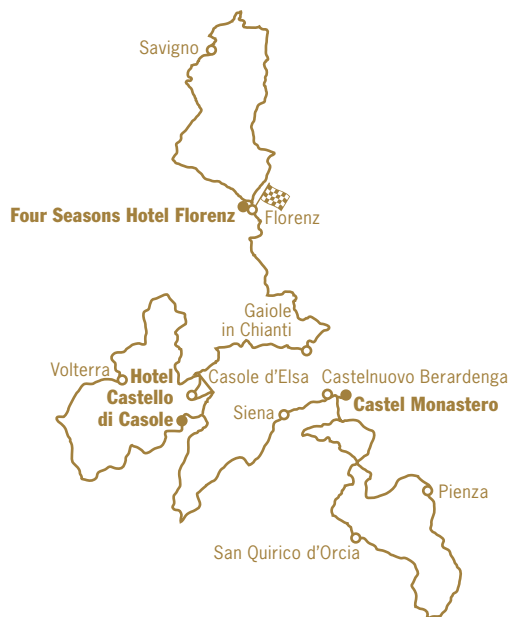 Savigno
Four Seasons Hotel Florenz
Florenz
Gaiole
in Chianti
Volterra
Hotel
Castello
di Casole
Casole d'Elsa
Castelnuovo Berardenga
Castel Monastero
Siena
Pienza
San Quirico d'Orcia